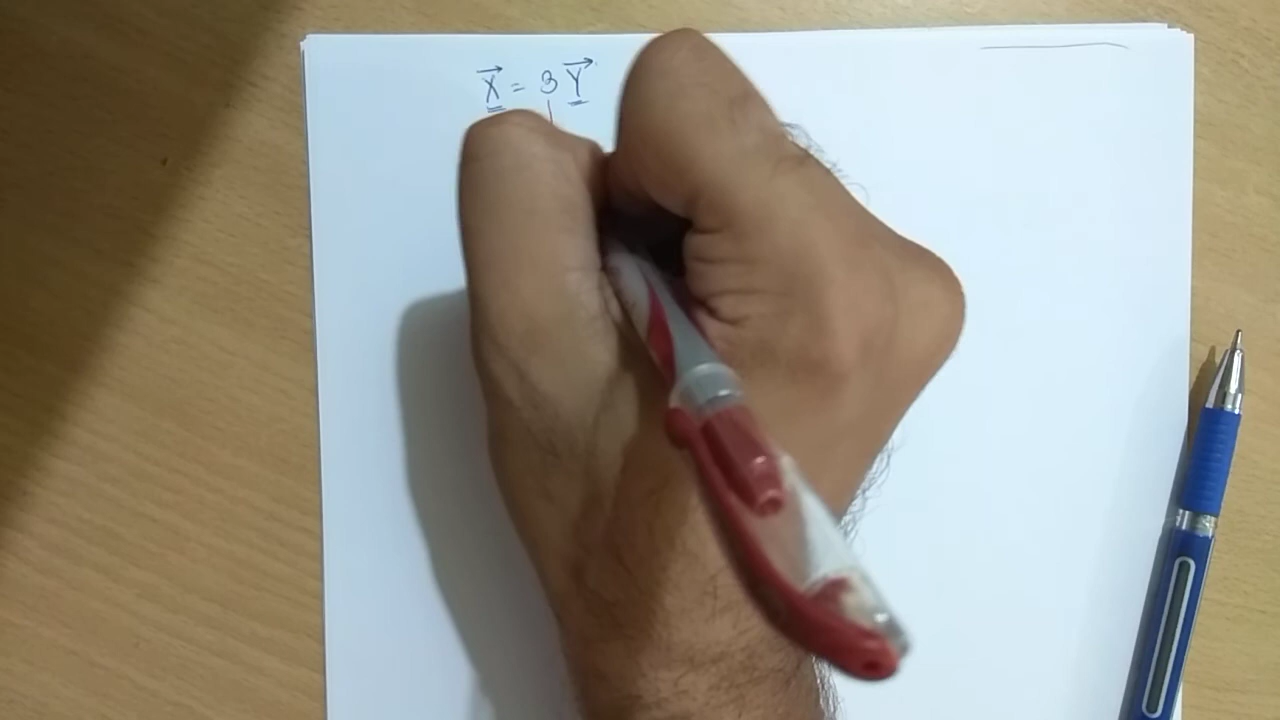 X⃗ = 3 Y⃗